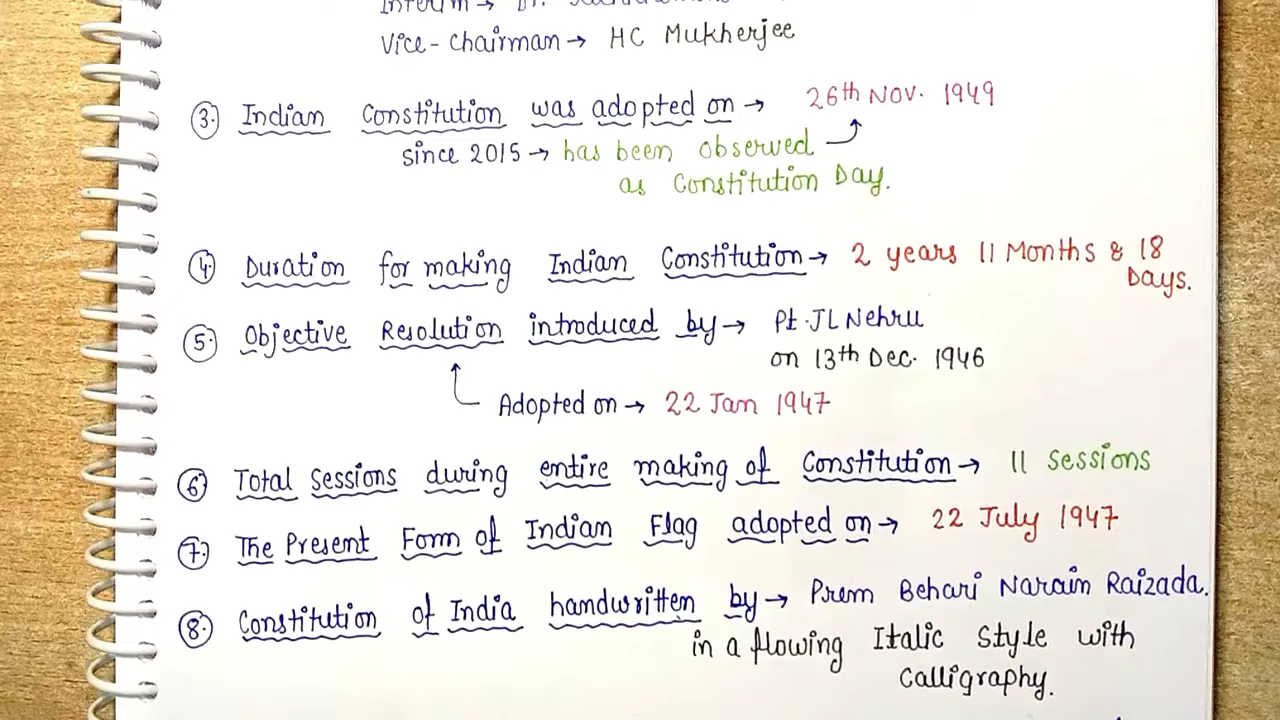 Interim →
Vice-Chairman → HC Mukherjee
③ Indian Constitution was adopted on → 26th Nov. 1949
since 2015 → has been observed
as Constitution Day.
④ Duration for making Indian Constitution → 2 years 11 Months & 18
Days.
⑤ Objective Resolution introduced by → Pt. JL Nehru
on 13th Dec. 1946
Adopted on → 22 Jan 1947
⑥ Total Sessions during entire making of Constitution → 11 Sessions
⑦ The Present Form of Indian Flag adopted on → 22 July 1947
⑧ Constitution of India handwritten by → Prem Behari Narain Raizada.
in a flowing Italic Style with
Calligraphy.